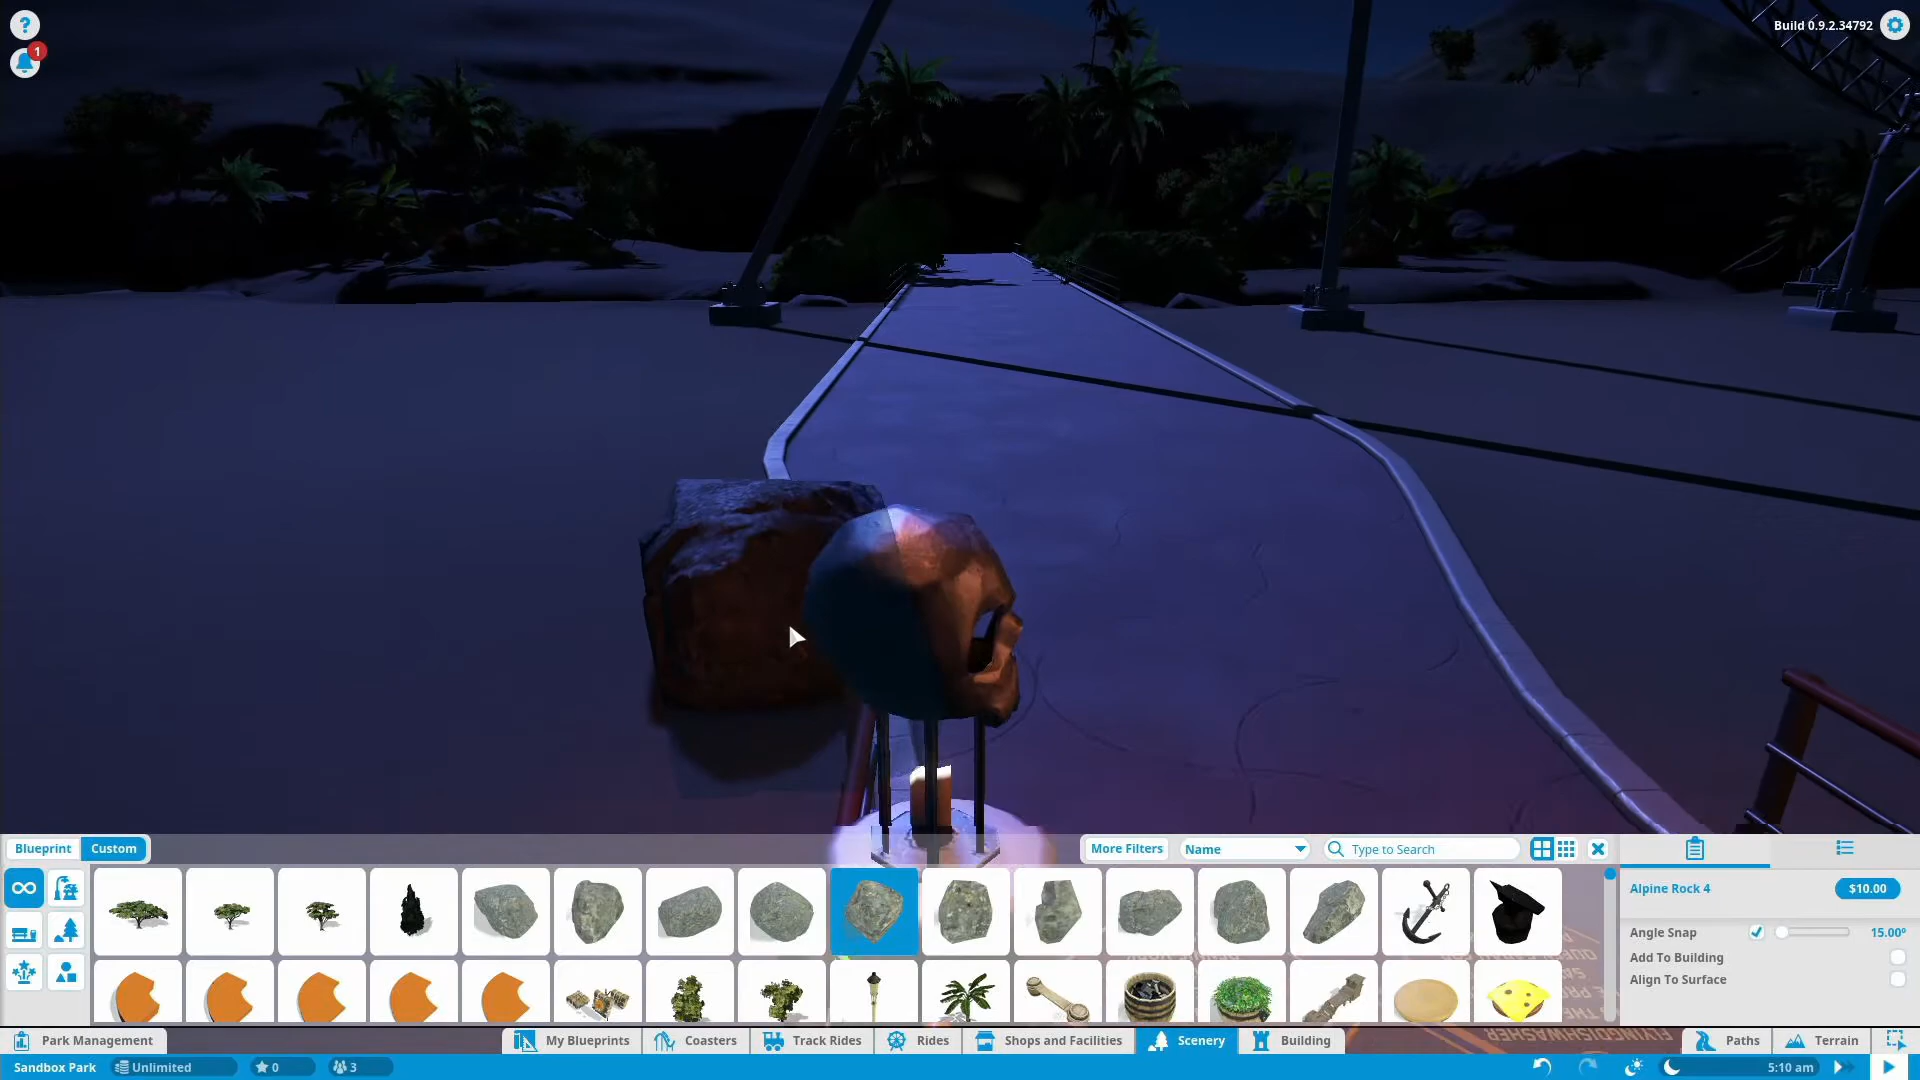 ?
1
Build 0.9.2.34792
Blueprint
Custom
More Filters
Name
Type to Search
Alpine Rock 4
$10.00
Angle Snap
15.00°
Add To Building
Align To Surface
Park Management
My Blueprints
Coasters
Track Rides
Rides
Shops and Facilities
Scenery
Building
Paths
Terrain
Sandbox Park
Unlimited
0
3
5:10 am